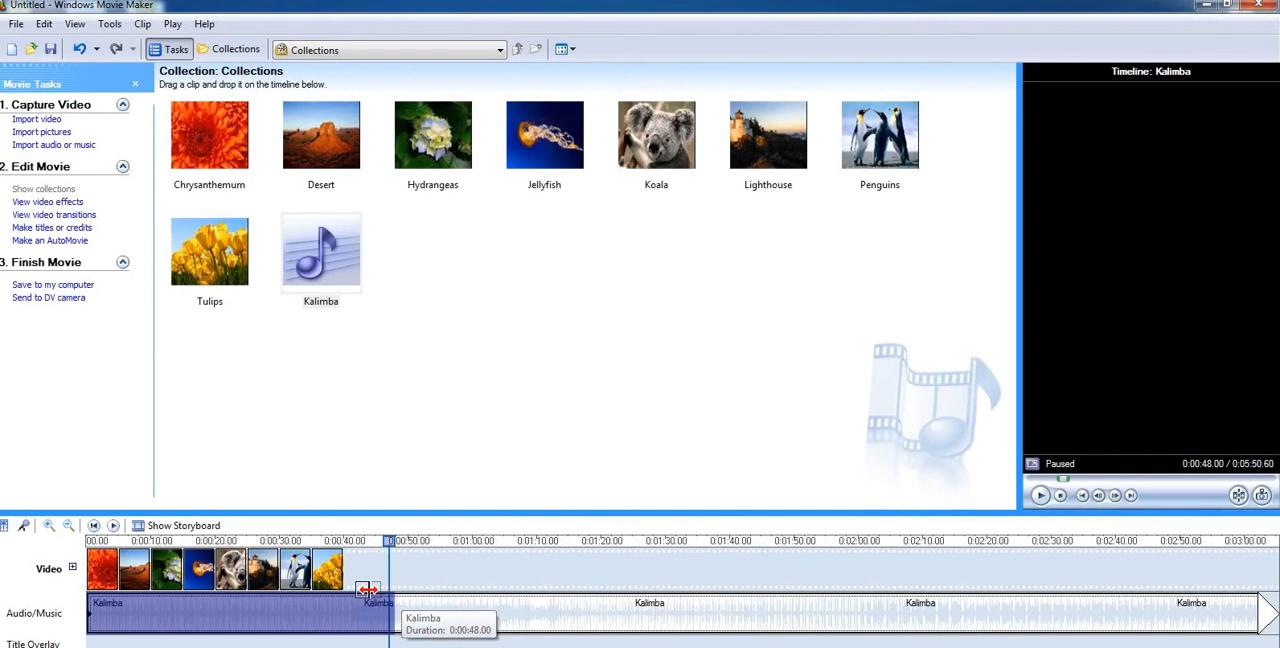 Untitled - Windows Movie Maker
File Edit View Tools Clip Play Help
Tasks Collections Collections
Movie Tasks
1. Capture Video
Import video
Import pictures
Import audio or music
2. Edit Movie
Show collections
View video effects
View video transitions
Make titles or credits
Make an AutoMovie
3. Finish Movie
Save to my computer
Send to DV camera
Collection: Collections
Drag a clip and drop it on the timeline below.
Chrysanthemum Desert Hydrangeas Jellyfish Koala Lighthouse Penguins
Tulips Kalimba
Timeline: Kalimba
Paused 0:00:48.00 / 0:05:50.60
Show Storyboard
00.00 0:00:10.00 0:00:20.00 0:00:30.00 0:00:40.00 0:00:50.00 0:01:00.00 0:01:10.00 0:01:20.00 0:01:30.00 0:01:40.00 0:01:50.00 0:02:00.00 0:02:10.00 0:02:20.00 0:02:30.00 0:02:40.00 0:02:50.00 0:03:00.00
Video
Audio/Music
Kalimba Kalimba Kalimba Kalimba Kalimba
Kalimba
Duration: 0:00:48.00
Title Overlay